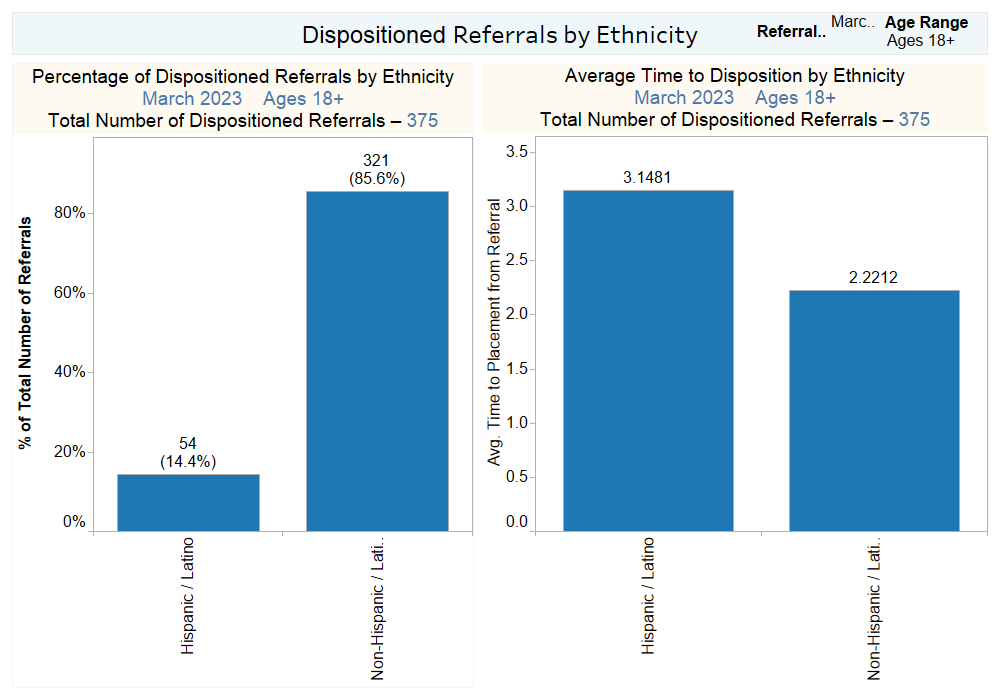 Dispositioned Referrals by Ethnicity
Referral.. Marc.. Age Range
Ages 18+
Percentage of Dispositioned Referrals by Ethnicity
March 2023 Ages 18+
Total Number of Dispositioned Referrals – 375
% of Total Number of Referrals
80%
60%
40%
20%
0%
321
(85.6%)
54
(14.4%)
Hispanic / Latino
Non-Hispanic / Lati..
Average Time to Disposition by Ethnicity
March 2023 Ages 18+
Total Number of Dispositioned Referrals – 375
Avg. Time to Placement from Referral
3.5
3.0
2.5
2.0
1.5
1.0
0.5
0.0
3.1481
2.2212
Hispanic / Latino
Non-Hispanic / Lati..